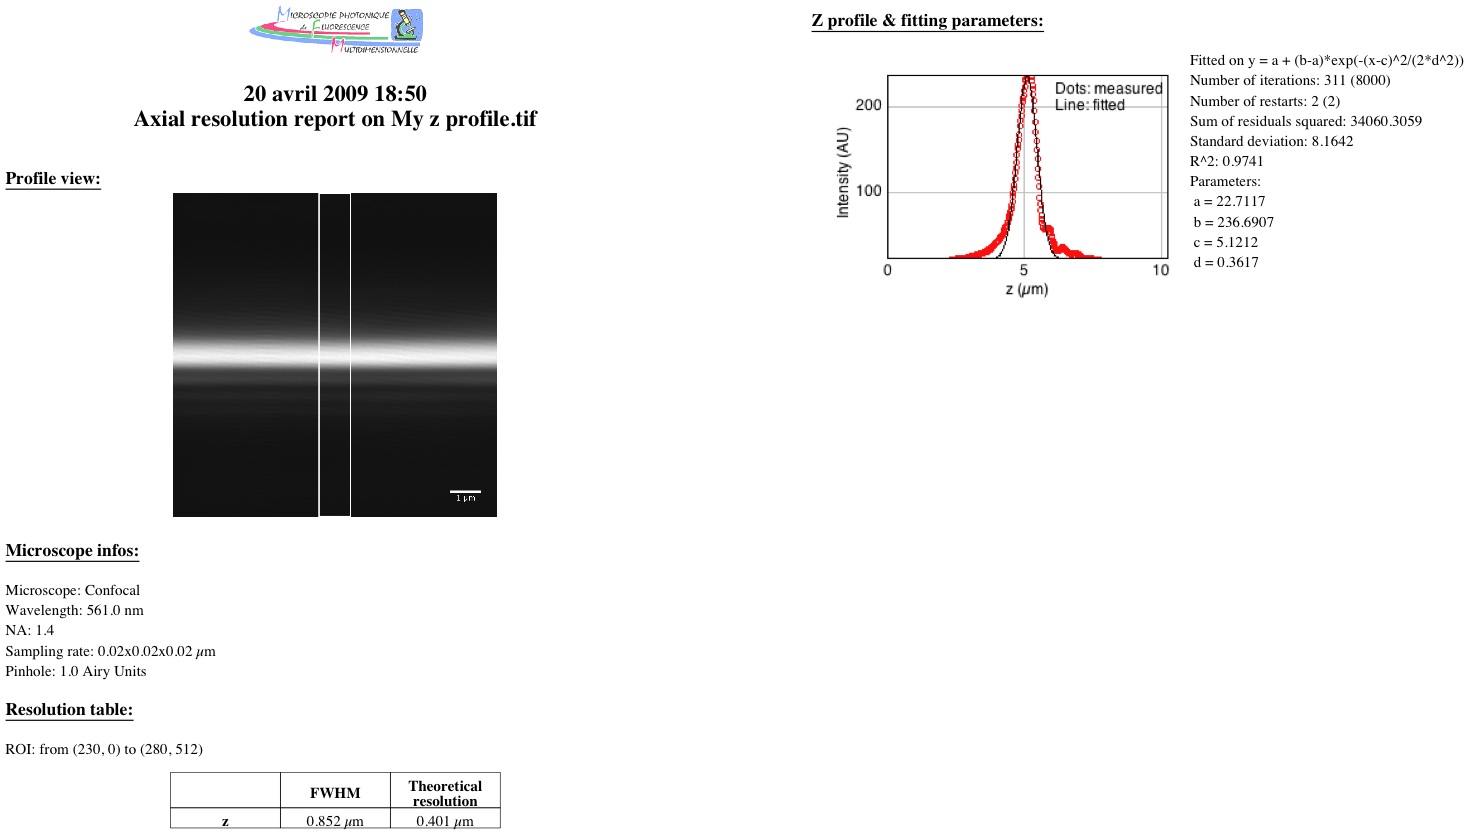 MICROSCOPIE PHOTONIQUE
de FLUORESCENCE
MULTIDIMENSIONNELLE
20 avril 2009 18:50
Axial resolution report on My z profile.tif
Profile view:
1 µm
Microscope infos:
Microscope: Confocal
Wavelength: 561.0 nm
NA: 1.4
Sampling rate: 0.02x0.02x0.02 µm
Pinhole: 1.0 Airy Units
Resolution table:
ROI: from (230, 0) to (280, 512)
FWHM Theoretical
resolution
z 0.852 µm 0.401 µm
Z profile & fitting parameters:
Dots: measured
Line: fitted
200
100
Intensity (AU)
0 5 10
z (µm)
Fitted on y = a + (b-a)*exp(-(x-c)^2/(2*d^2))
Number of iterations: 311 (8000)
Number of restarts: 2 (2)
Sum of residuals squared: 34060.3059
Standard deviation: 8.1642
R^2: 0.9741
Parameters:
a = 22.7117
b = 236.6907
c = 5.1212
d = 0.3617